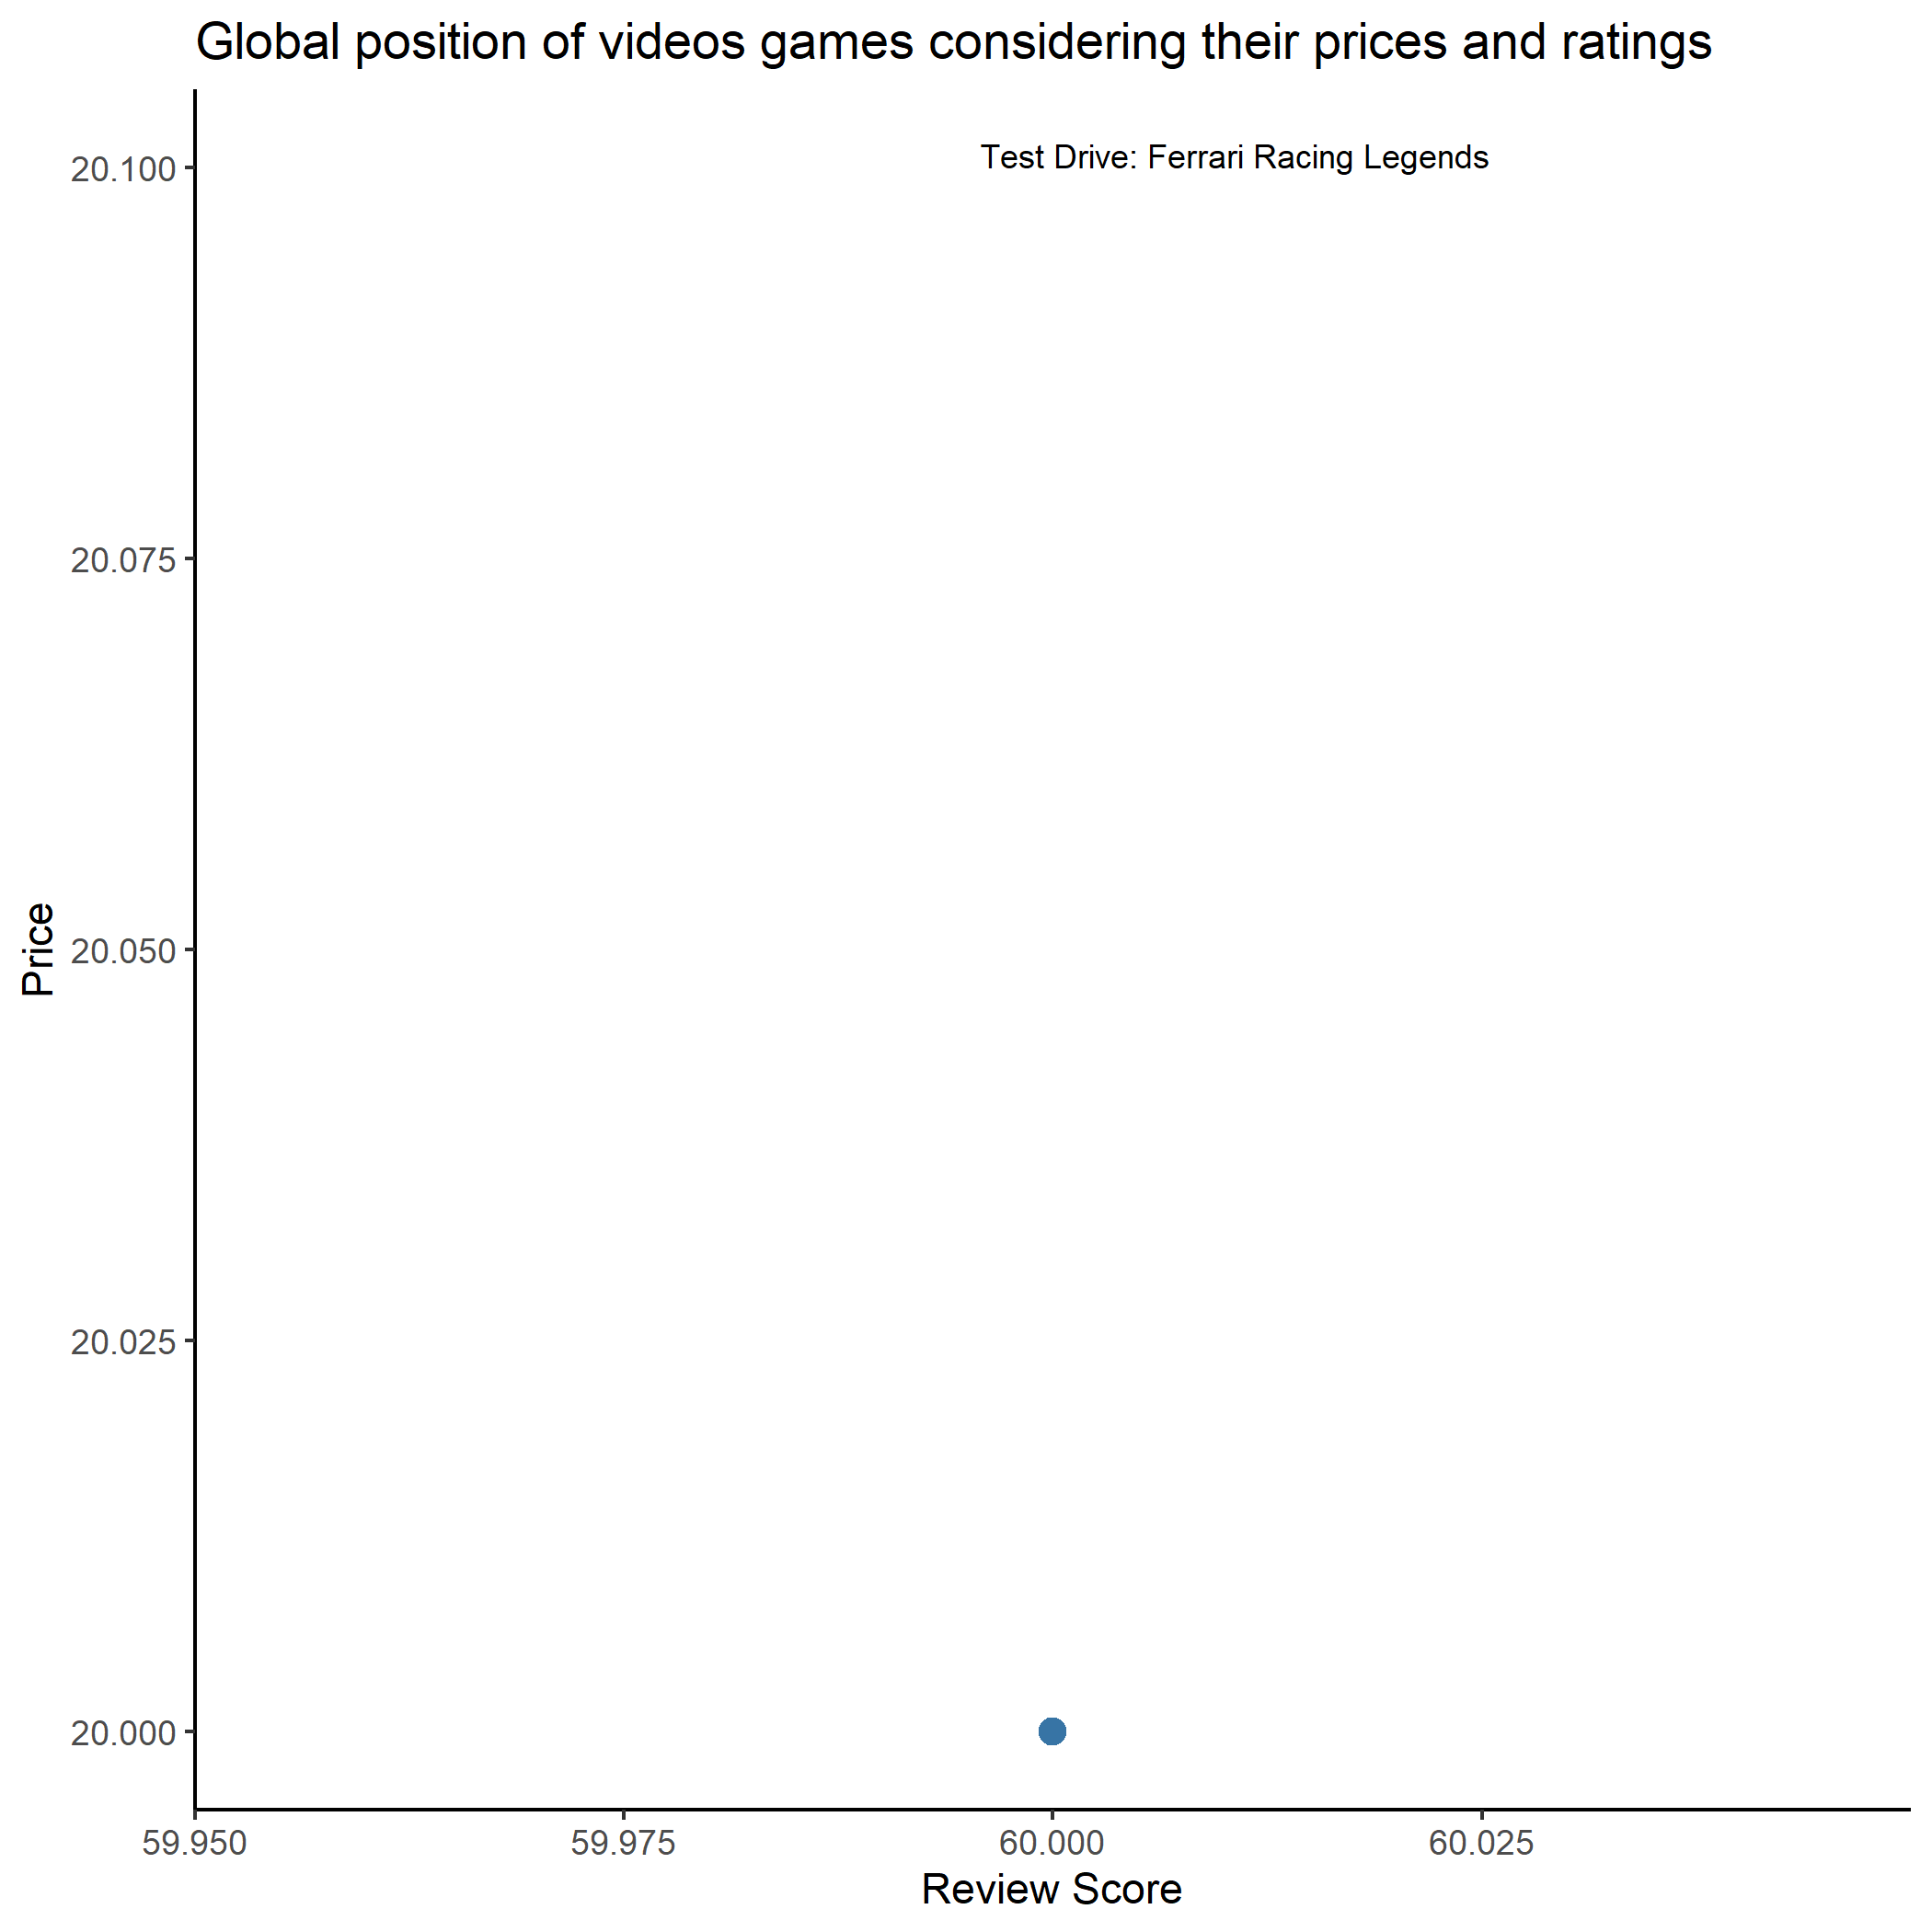 Global position of videos games considering their prices and ratings
Test Drive: Ferrari Racing Legends
20.100
20.075
20.050
20.025
20.000
Price
59.950 59.975 60.000 60.025
Review Score